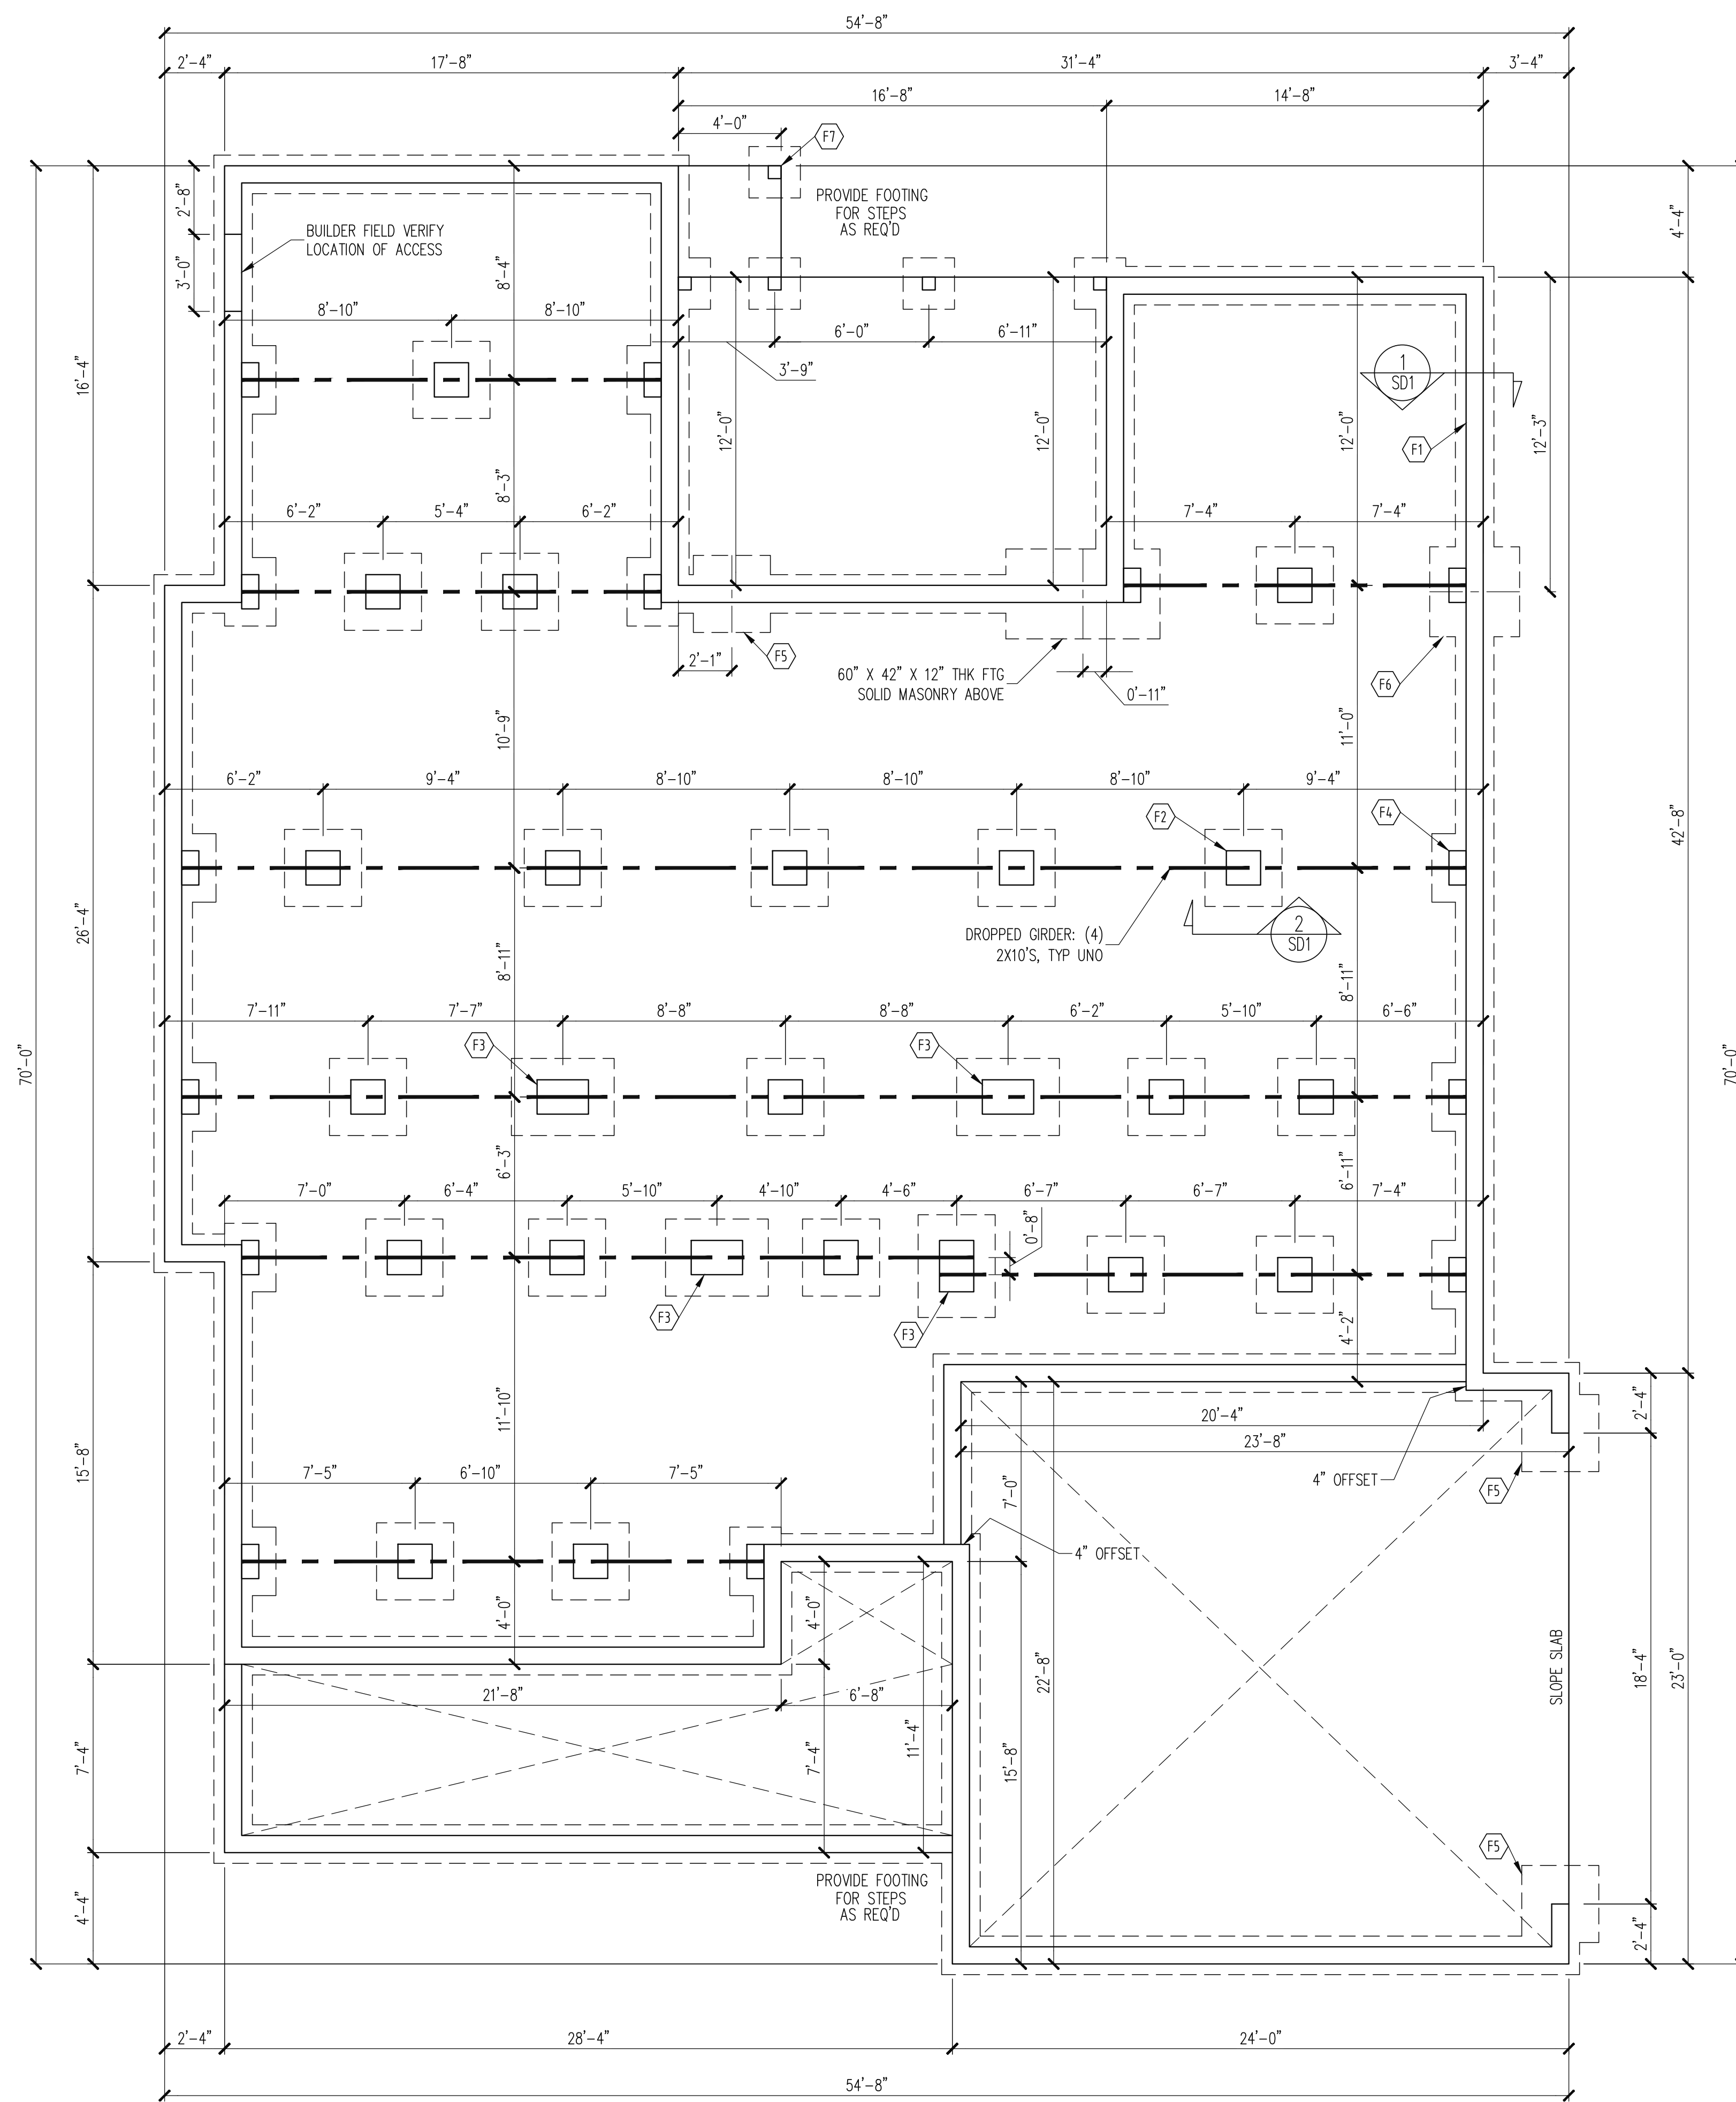 54'-8"
2'-4" 17'-8" 31'-4" 3'-4"
16'-8" 14'-8"
4'-0" F7
PROVIDE FOOTING
FOR STEPS
AS REQ'D
2'-8"
BUILDER FIELD VERIFY
LOCATION OF ACCESS
4'-4"
3'-0"
8'-4"
8'-10" 8'-10"
6'-0" 6'-11"
3'-9"
16'-4"
1
SD1
12'-0" 12'-0" 12'-0" 12'-3"
F1
8'-3"
6'-2" 5'-4" 6'-2" 7'-4" 7'-4"
F5
2'-1"
60" X 42" X 12" THK FTG
SOLID MASONRY ABOVE
0'-11"
F6
10'-9" 11'-0"
6'-2" 9'-4" 8'-10" 8'-10" 8'-10" 9'-4"
F2 F4
42'-8"
26'-4"
DROPPED GIRDER: (4)
2X10'S, TYP UNO
2
SD1
8'-11" 8'-11"
7'-11" 7'-7" 8'-8" 8'-8" 6'-2" 5'-10" 6'-6"
F3 F3
70'-0" 70'-0"
6'-3" 6'-11"
7'-0" 6'-4" 5'-10" 4'-10" 4'-6" 6'-7" 6'-7" 7'-4"
0'-8"
F3 F3
4'-2"
11'-10"
20'-4"
2'-4"
23'-8"
15'-8"
7'-5" 6'-10" 7'-5"
7'-0"
4" OFFSET
F5
4" OFFSET
4'-0" 4'-0"
22'-8"
SLOPE SLAB
18'-4" 23'-0"
21'-8" 6'-8"
7'-4" 7'-4" 11'-4" 15'-8"
F5
PROVIDE FOOTING
FOR STEPS
AS REQ'D
4'-4"
2'-4"
2'-4" 28'-4" 24'-0"
54'-8"